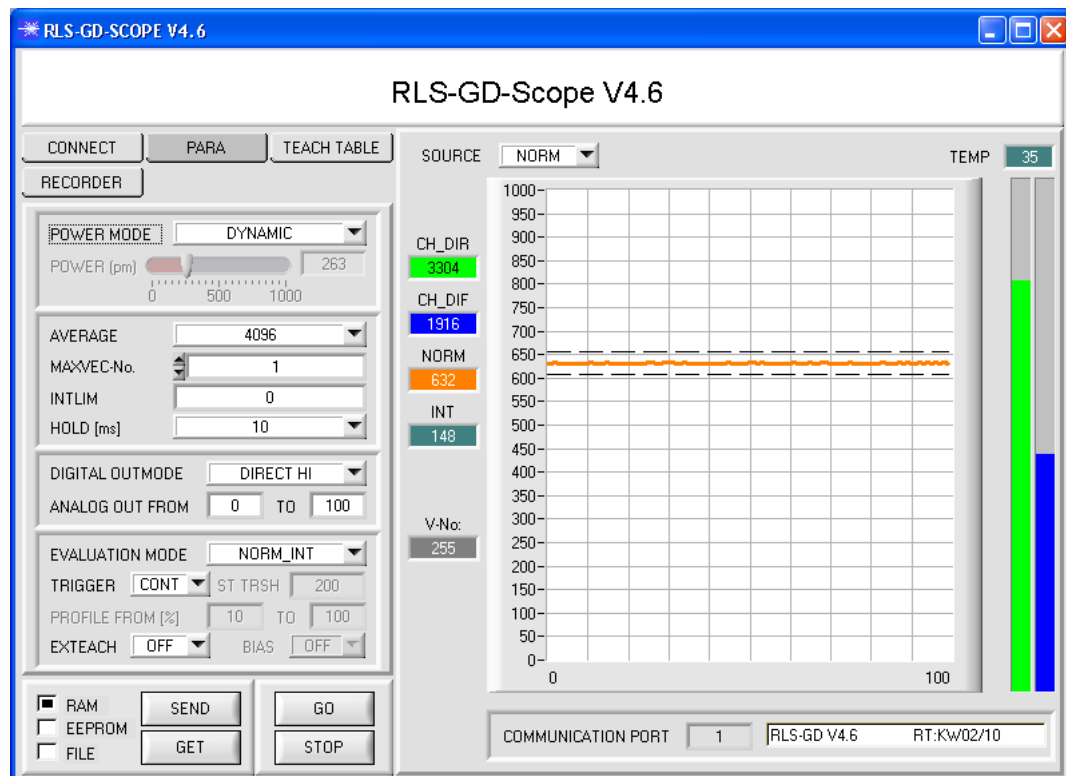 RLS-GD-SCOPE V4.6
RLS-GD-Scope V4.6
CONNECT PARA TEACH TABLE
RECORDER
POWER MODE DYNAMIC
POWER (pm) 263
0 500 1000
AVERAGE 4096
MAXVEC-No. 1
INTLIM 0
HOLD [ms] 10
DIGITAL OUTMODE DIRECT HI
ANALOG OUT FROM 0 TO 100
EVALUATION MODE NORM_INT
TRIGGER CONT ST TRSH 200
PROFILE FROM [%] 10 TO 100
EXTEACH OFF BIAS OFF
RAM
EEPROM
FILE
SEND
GET
GO
STOP
SOURCE NORM
TEMP 35
CH_DIR
3304
CH_DIF
1916
NORM
632
INT
148
V-No:
255
1000-
950-
900-
850-
800-
750-
700-
650-
600-
550-
500-
450-
400-
350-
300-
250-
200-
150-
100-
50-
0-
0 100
COMMUNICATION PORT 1 RLS-GD V4.6 RT:KW02/10